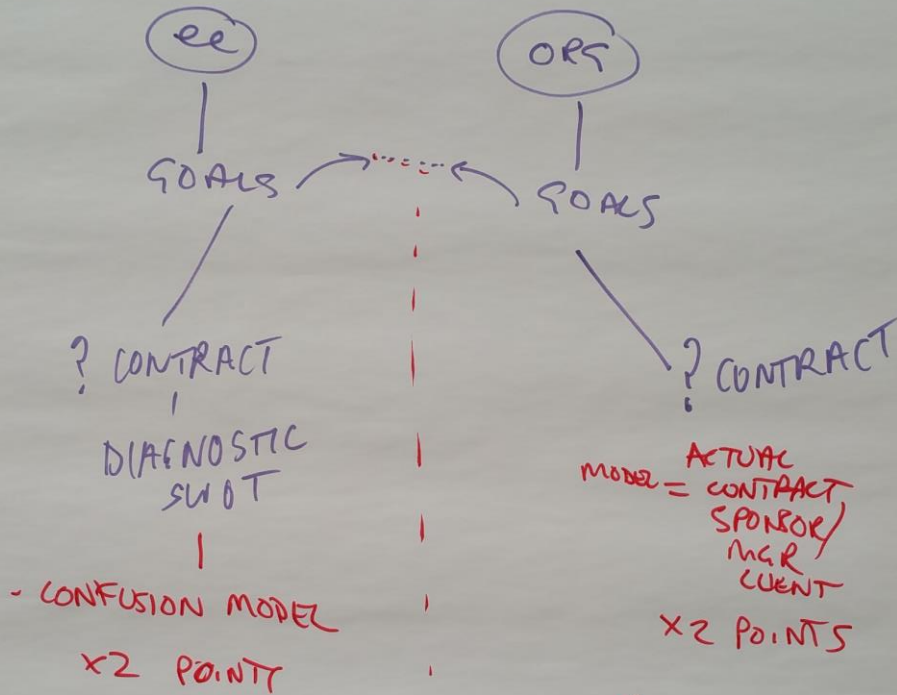 ee
GOALS
? CONTRACT
DIAGNOSTIC
SWOT
- CONFUSION MODEL
x2 POINTS
ORG
GOALS
? CONTRACT
MODEL = ACTUAL
CONTRACT
SPONSOR/
MGR
CLIENT
x2 POINTS